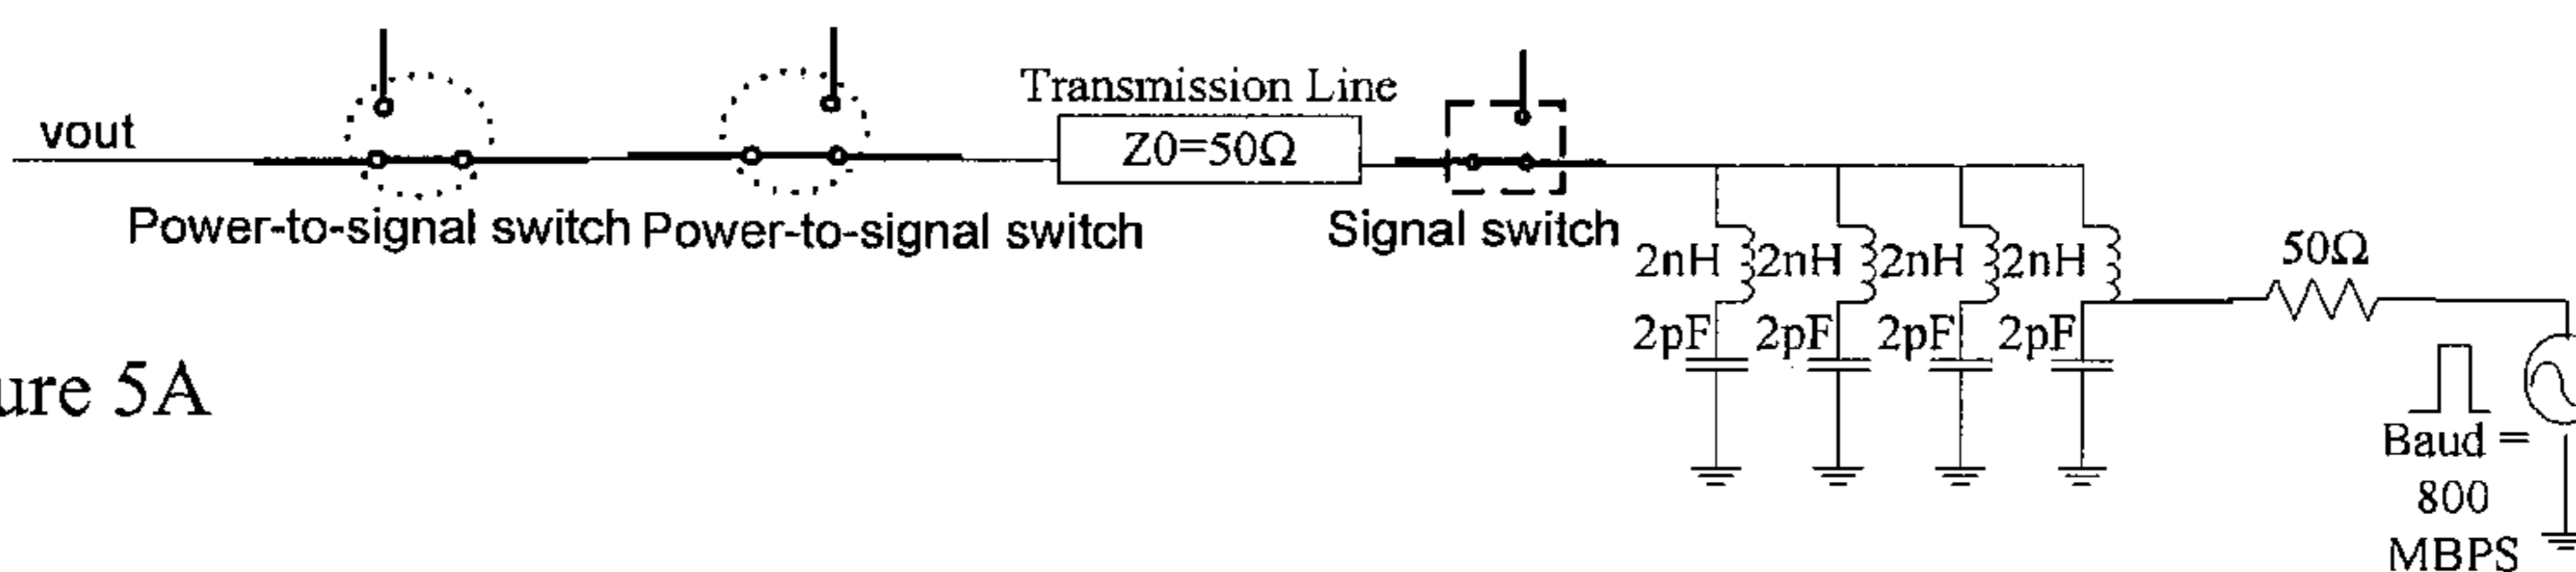 vout
Power-to-signal switch
Power-to-signal switch
Transmission Line
Z0=50Ω
Signal switch
2nH 2nH 2nH 2nH
2pF 2pF 2pF 2pF
50Ω
Baud =
800
MBPS
ure 5A